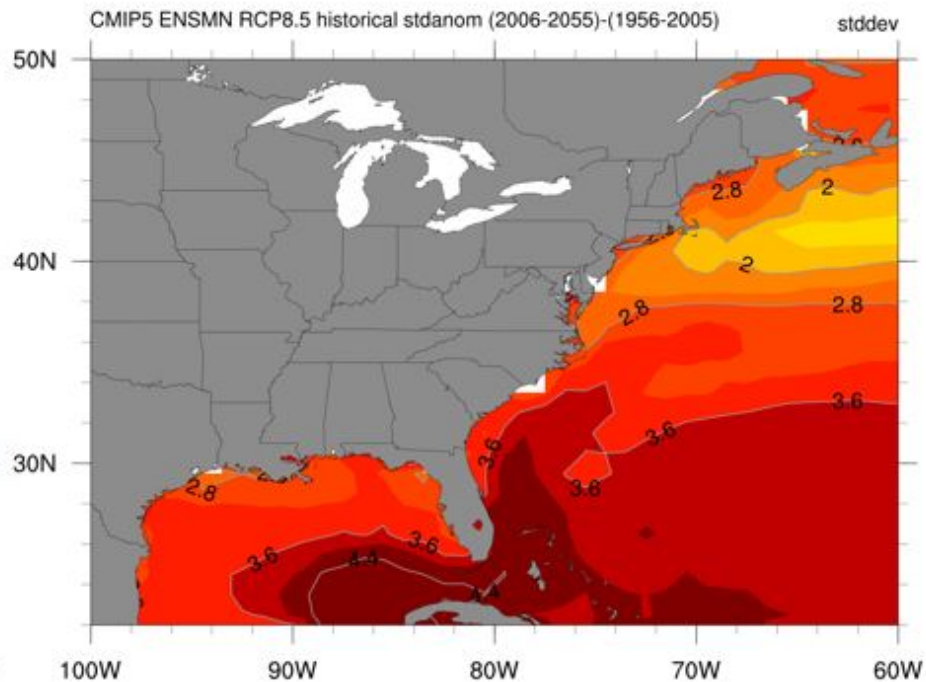 CMIP5 ENSMN RCP8.5 historical stdanom (2006-2055)-(1956-2005)
stddev
50N
2.8
2
40N
2
2.8
2.8
3.6
3.6
30N
3.6
3.6
2.8
3.6
3.6
4.4
100W
90W
80W
70W
60W